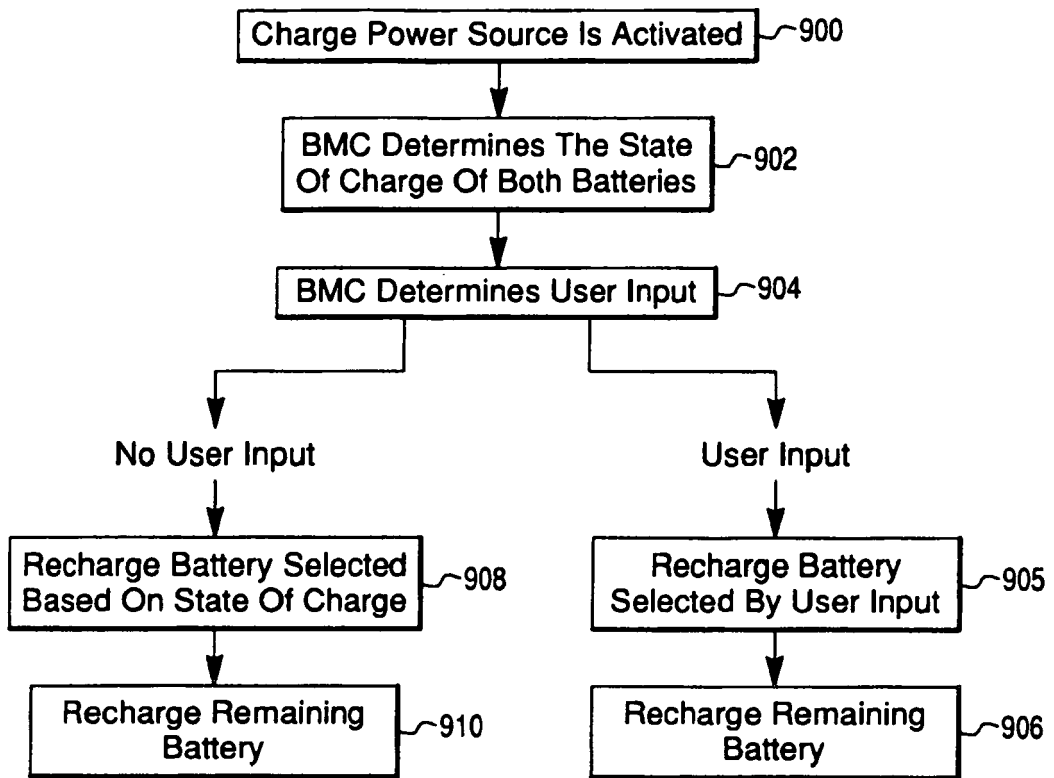 Charge Power Source Is Activated 900
BMC Determines The State
Of Charge Of Both Batteries 902
BMC Determines User Input 904
No User Input
User Input
Recharge Battery Selected
Based On State Of Charge 908
Recharge Battery
Selected By User Input 905
Recharge Remaining
Battery 910
Recharge Remaining
Battery 906